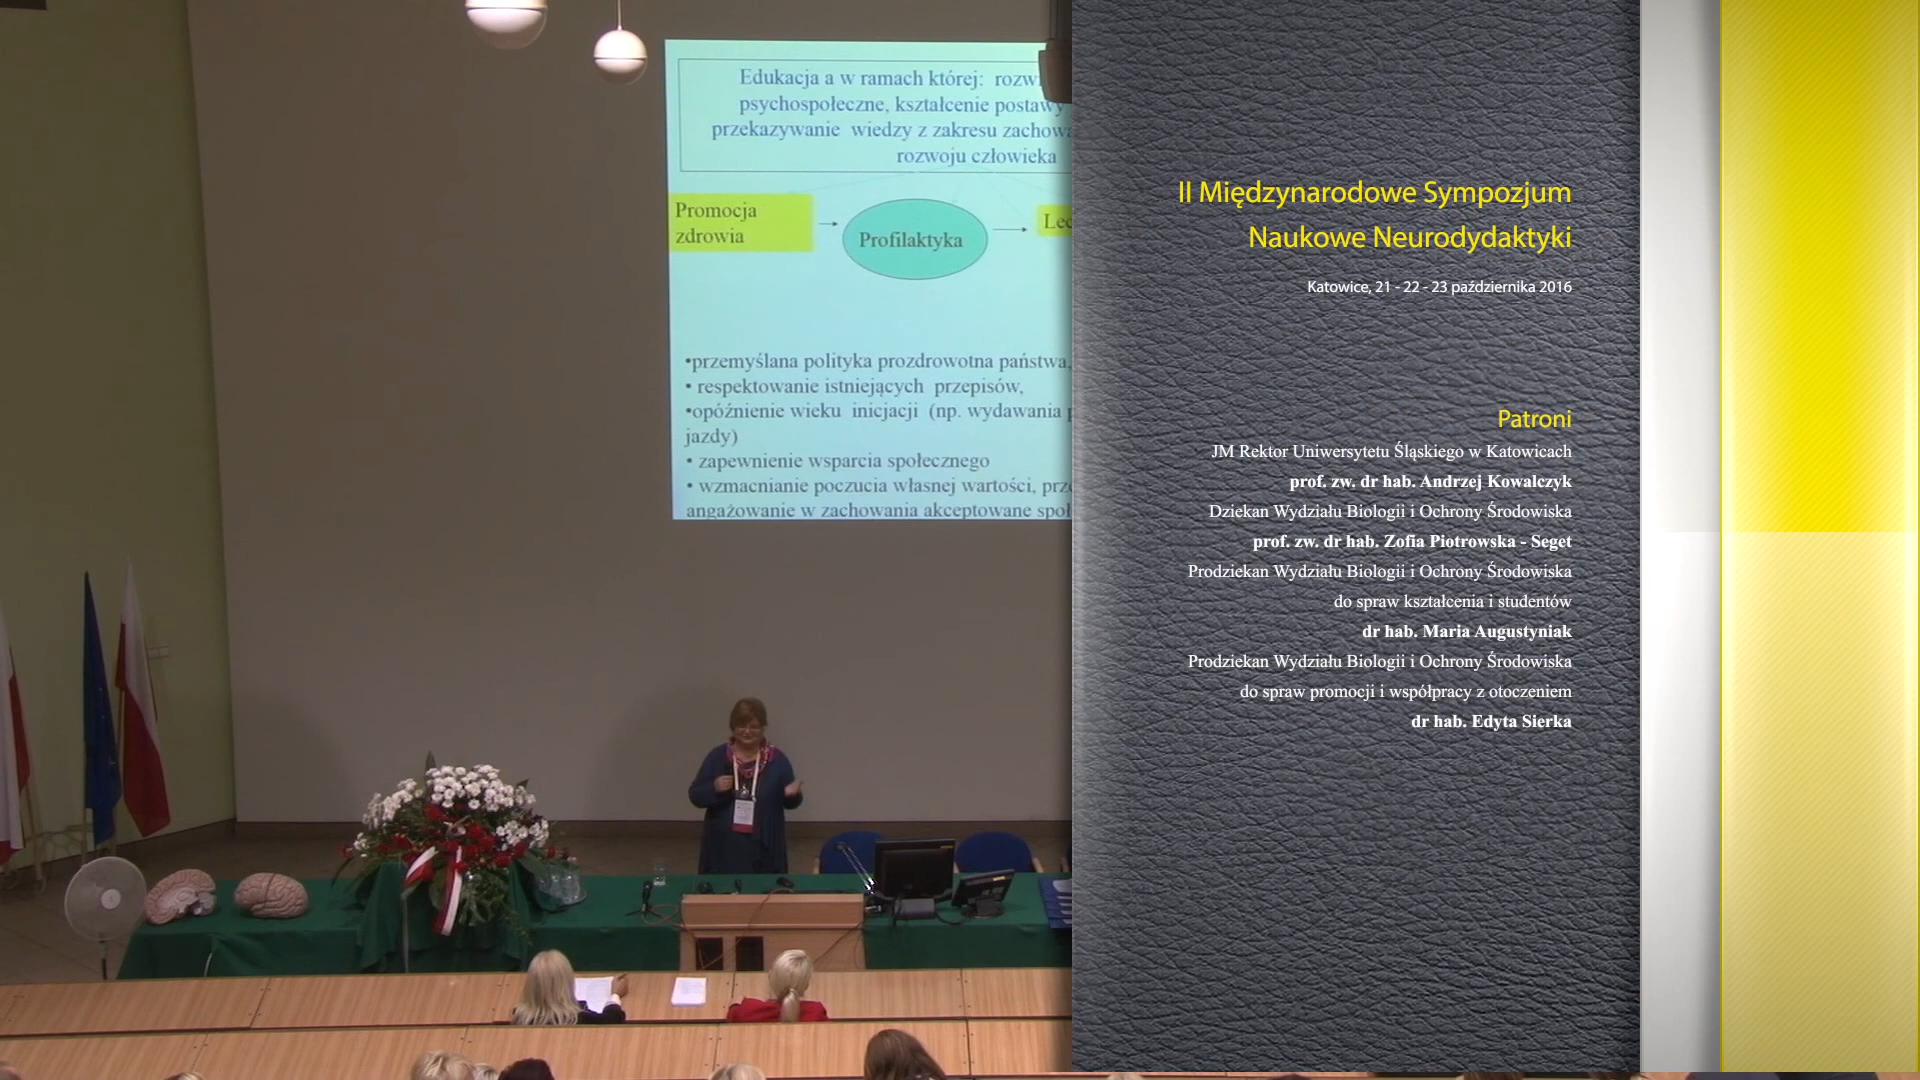 Edukacja a w ramach której: rozw
psychospołeczne, kształcenie postawy
przekazywanie wiedzy z zakresu zachowa
rozwoju człowieka
Promocja
zdrowia
Profilaktyka
Lec
•przemyślana polityka prozdrowotna państwa,
• respektowanie istniejących przepisów,
•opóźnienie wieku inicjacji (np. wydawania p
jazdy)
• zapewnienie wsparcia społecznego
• wzmacnianie poczucia własnej wartości, prze
angażowanie w zachowania akceptowane społ
II Międzynarodowe Sympozjum
Naukowe Neurodydaktyki
Katowice, 21 - 22 - 23 października 2016
Patroni
JM Rektor Uniwersytetu Śląskiego w Katowicach
prof. zw. dr hab. Andrzej Kowalczyk
Dziekan Wydziału Biologii i Ochrony Środowiska
prof. zw. dr hab. Zofia Piotrowska - Seget
Prodziekan Wydziału Biologii i Ochrony Środowiska
do spraw kształcenia i studentów
dr hab. Maria Augustyniak
Prodziekan Wydziału Biologii i Ochrony Środowiska
do spraw promocji i współpracy z otoczeniem
dr hab. Edyta Sierka